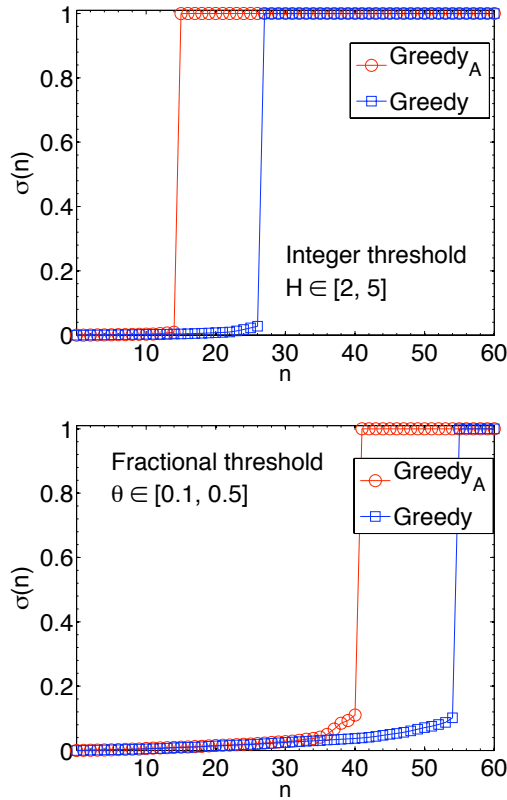 1
0.8
0.6
0.4
0.2
0
σ(n)
Greedy_A
Greedy
Integer threshold
H ∈ [2, 5]
10 20 30 40 50 60
n
1
0.8
0.6
0.4
0.2
0
σ(n)
Fractional threshold
θ ∈ [0.1, 0.5]
Greedy_A
Greedy
10 20 30 40 50 60
n